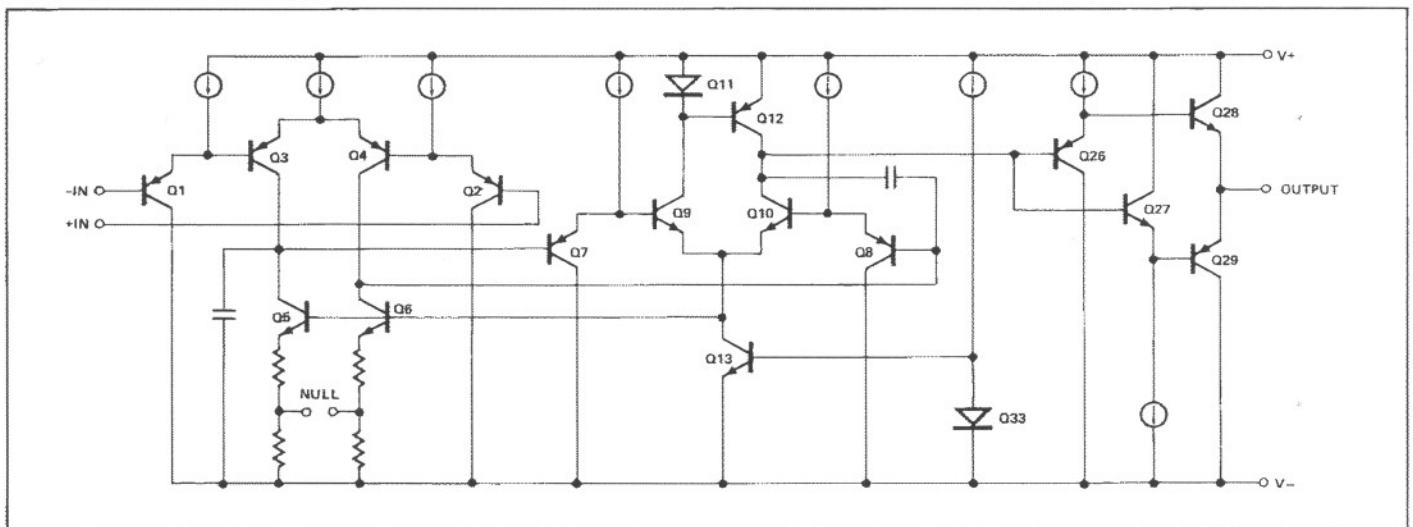 V+
Q11
Q12
Q28
Q3
Q4
Q26
–IN
Q1
Q2
+IN
Q9
Q10
Q27
OUTPUT
Q7
Q8
Q29
Q5
Q6
Q13
NULL
Q33
V–